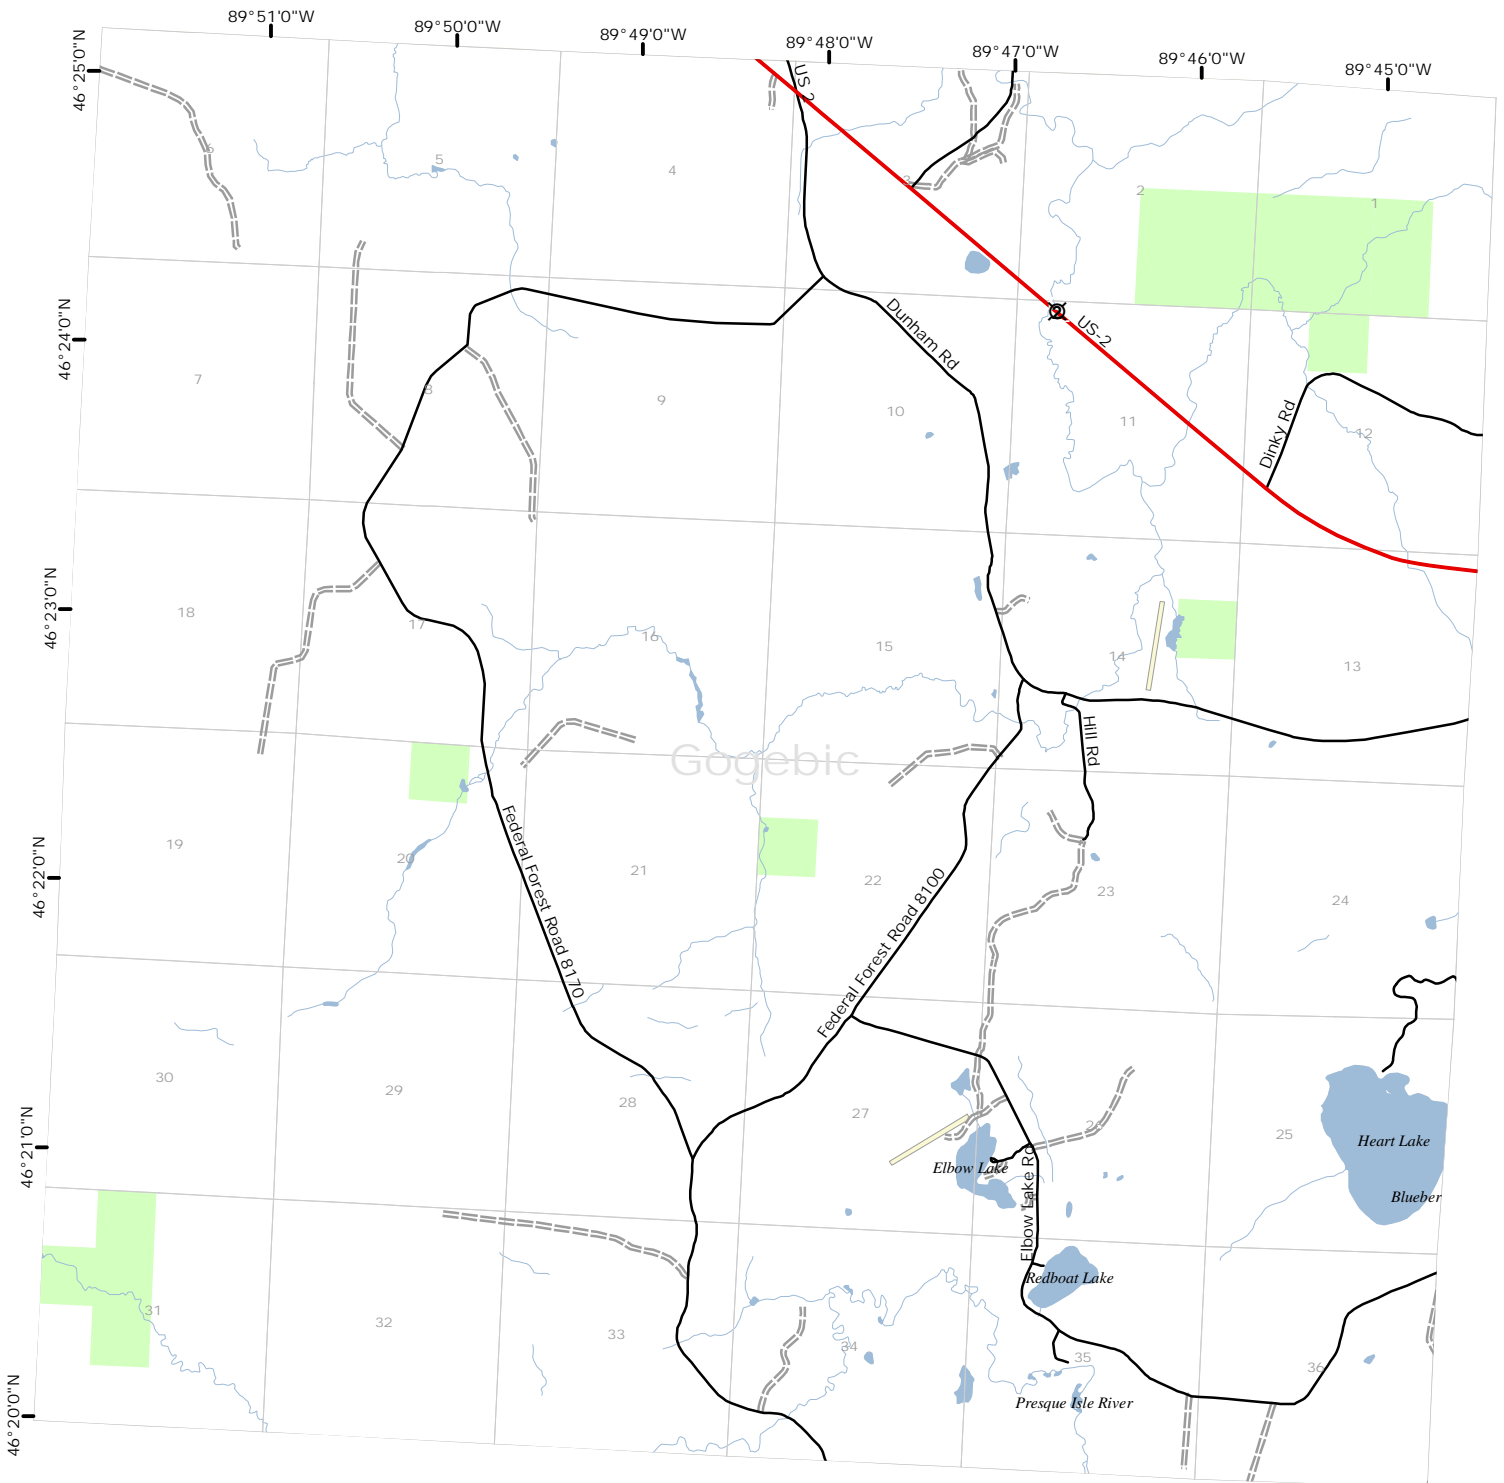 89°51'0"W
89°50'0"W
89°49'0"W
89°48'0"W
89°47'0"W
89°46'0"W
89°45'0"W
46°25'0"N
46°24'0"N
46°23'0"N
46°22'0"N
46°21'0"N
46°20'0"N
US-2
6
5
4
3
2
1
Dunham Rd
US-2
Dinky Rd
7
8
9
10
11
12
18
17
16
15
14
13
Hill Rd
Gogebic
19
20
21
22
23
24
Federal Forest Road 8170
Federal Forest Road 8100
30
29
28
27
26
25
Heart Lake
Elbow Lake
Blueber
Elbow Lake Rd
Redboat Lake
31
32
33
34
35
36
Presque Isle River